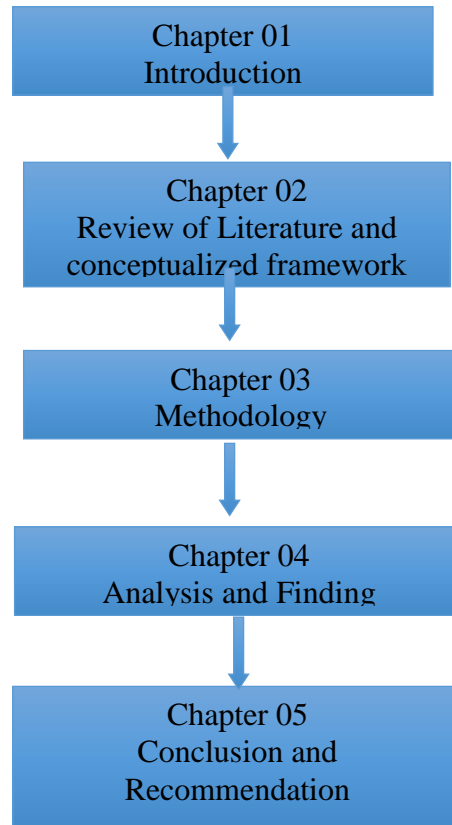 Chapter 01
Introduction
Chapter 02
Review of Literature and
conceptualized framework
Chapter 03
Methodology
Chapter 04
Analysis and Finding
Chapter 05
Conclusion and
Recommendation